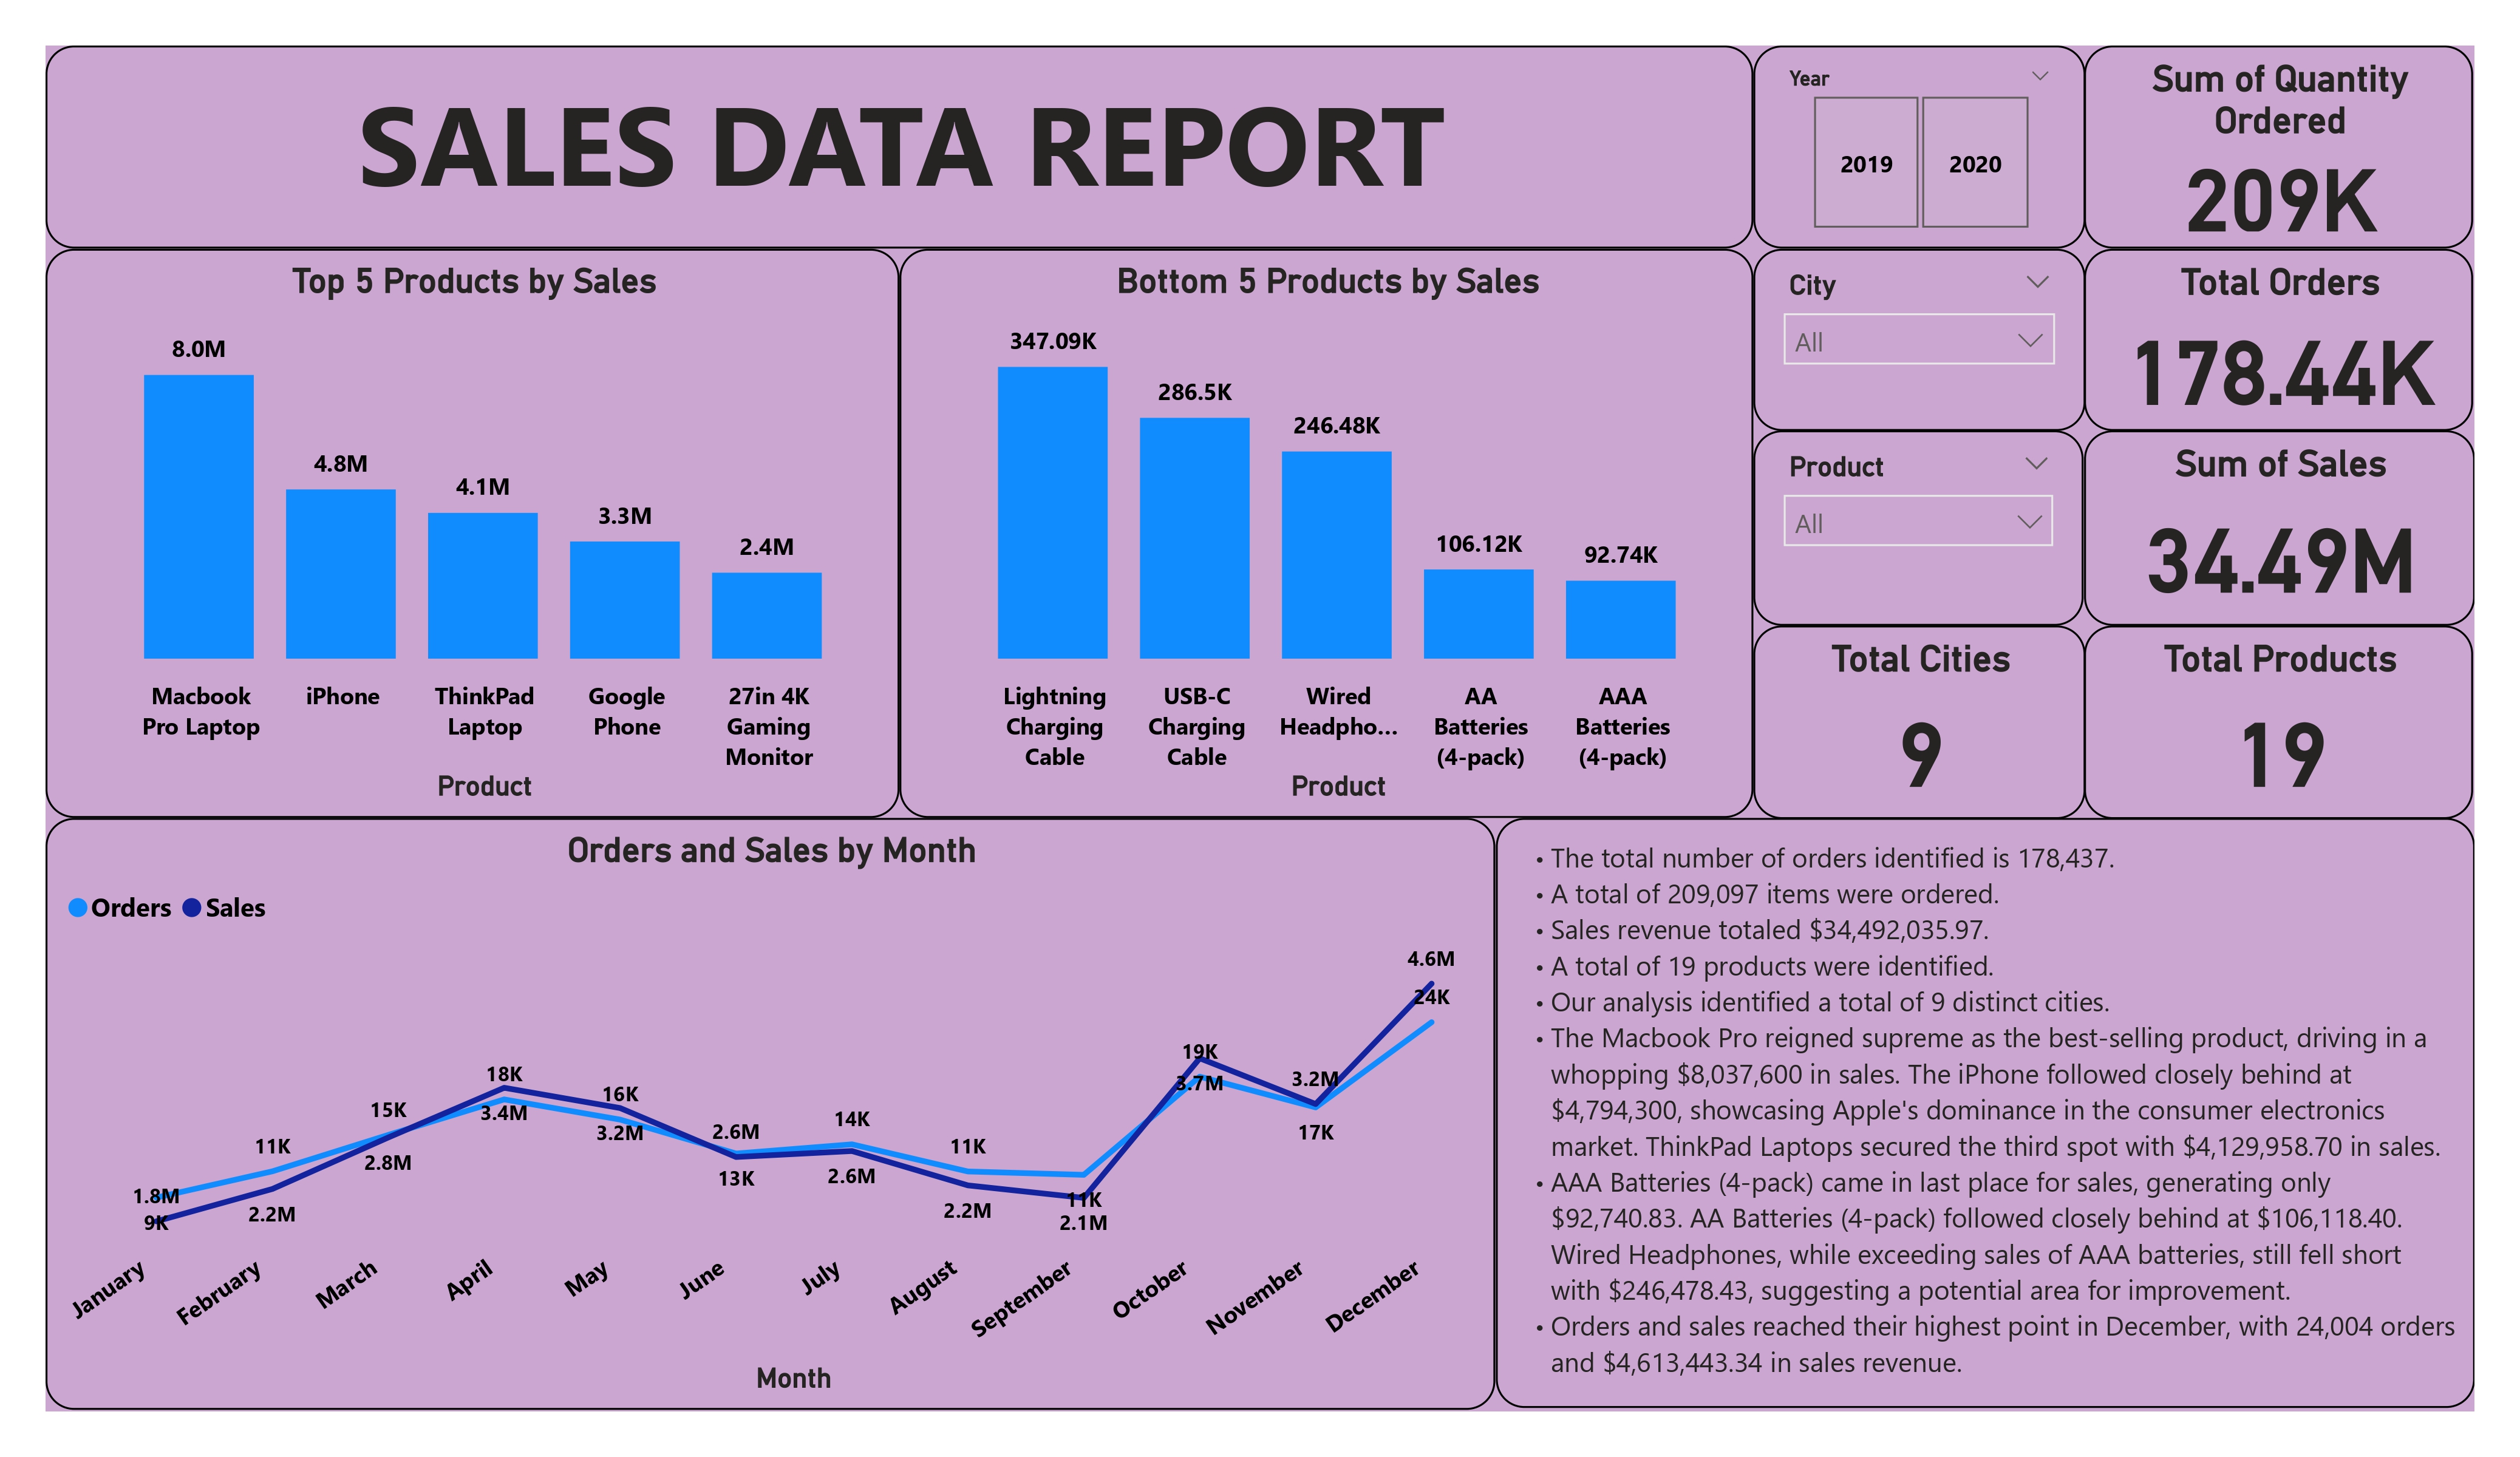 SALES DATA REPORT
Year
2019
2020
Sum of Quantity
Ordered
209K
Top 5 Products by Sales
8.0M
4.8M
4.1M
3.3M
2.4M
Macbook
Pro Laptop
iPhone
ThinkPad
Laptop
Google
Phone
27in 4K
Gaming
Monitor
Product
Bottom 5 Products by Sales
347.09K
286.5K
246.48K
106.12K
92.74K
Lightning
Charging
Cable
USB-C
Charging
Cable
Wired
Headpho...
AA
Batteries
(4-pack)
AAA
Batteries
(4-pack)
Product
City
All
Total Orders
178.44K
Product
All
Sum of Sales
34.49M
Total Cities
9
Total Products
19
Orders and Sales by Month
Orders
Sales
1.8M
9K
11K
2.2M
15K
2.8M
18K
3.4M
16K
3.2M
2.6M
13K
14K
2.6M
11K
2.2M
11K
2.1M
19K
3.7M
3.2M
17K
4.6M
24K
January
February
March
April
May
June
July
August
September
October
November
December
Month
• The total number of orders identified is 178,437.
• A total of 209,097 items were ordered.
• Sales revenue totaled $34,492,035.97.
• A total of 19 products were identified.
• Our analysis identified a total of 9 distinct cities.
• The Macbook Pro reigned supreme as the best-selling product, driving in a
whopping $8,037,600 in sales. The iPhone followed closely behind at
$4,794,300, showcasing Apple's dominance in the consumer electronics
market. ThinkPad Laptops secured the third spot with $4,129,958.70 in sales.
• AAA Batteries (4-pack) came in last place for sales, generating only
$92,740.83. AA Batteries (4-pack) followed closely behind at $106,118.40.
Wired Headphones, while exceeding sales of AAA batteries, still fell short
with $246,478.43, suggesting a potential area for improvement.
• Orders and sales reached their highest point in December, with 24,004 orders
and $4,613,443.34 in sales revenue.